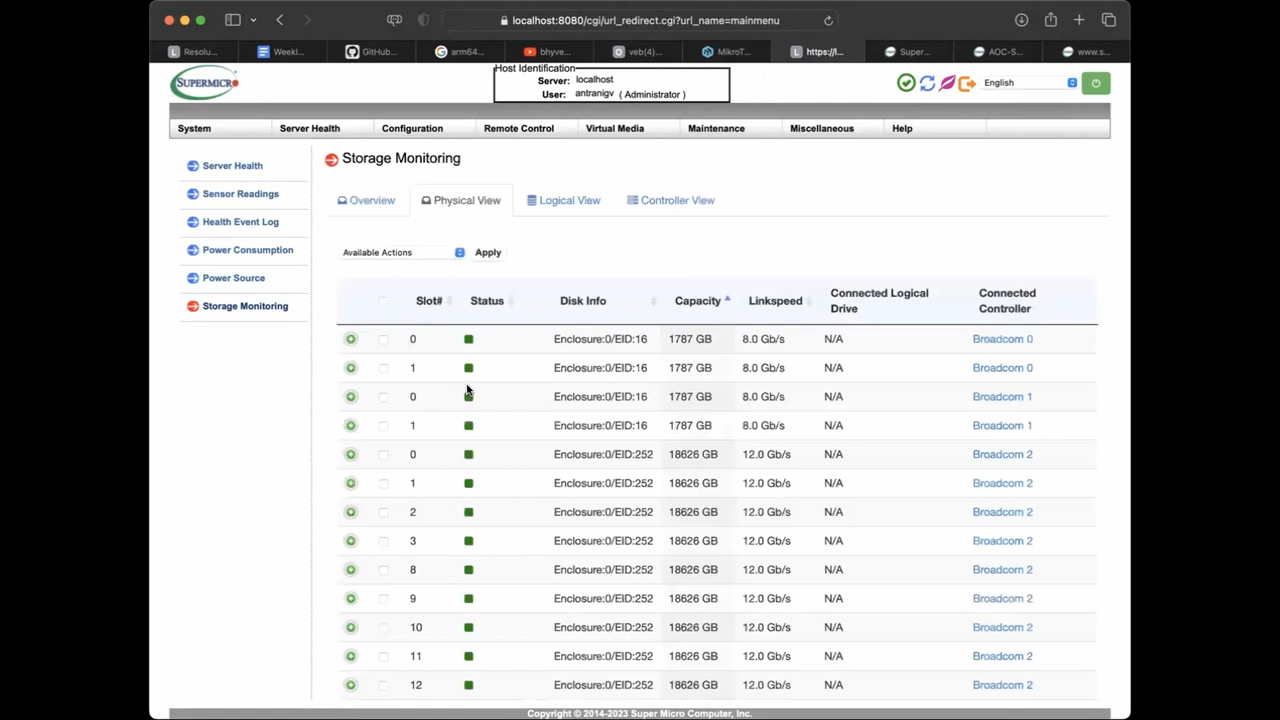 localhost:8080/cgi/url_redirect.cgi?url_name=mainmenu
Resolu... Weekl... GitHub... arm64... bhyve... veb(4)... MikroT... https://l... Super... AOC-S... www.s...
SUPERMICRO
Host Identification
Server: localhost
User: antranigv ( Administrator )
English
System Server Health Configuration Remote Control Virtual Media Maintenance Miscellaneous Help
Server Health
Sensor Readings
Health Event Log
Power Consumption
Power Source
Storage Monitoring
Storage Monitoring
Overview Physical View Logical View Controller View
Available Actions Apply
Slot# Status Disk Info Capacity Linkspeed Connected Logical Drive Connected Controller
0 Enclosure:0/EID:16 1787 GB 8.0 Gb/s N/A Broadcom 0
1 Enclosure:0/EID:16 1787 GB 8.0 Gb/s N/A Broadcom 0
0 Enclosure:0/EID:16 1787 GB 8.0 Gb/s N/A Broadcom 1
1 Enclosure:0/EID:16 1787 GB 8.0 Gb/s N/A Broadcom 1
0 Enclosure:0/EID:252 18626 GB 12.0 Gb/s N/A Broadcom 2
1 Enclosure:0/EID:252 18626 GB 12.0 Gb/s N/A Broadcom 2
2 Enclosure:0/EID:252 18626 GB 12.0 Gb/s N/A Broadcom 2
3 Enclosure:0/EID:252 18626 GB 12.0 Gb/s N/A Broadcom 2
8 Enclosure:0/EID:252 18626 GB 12.0 Gb/s N/A Broadcom 2
9 Enclosure:0/EID:252 18626 GB 12.0 Gb/s N/A Broadcom 2
10 Enclosure:0/EID:252 18626 GB 12.0 Gb/s N/A Broadcom 2
11 Enclosure:0/EID:252 18626 GB 12.0 Gb/s N/A Broadcom 2
12 Enclosure:0/EID:252 18626 GB 12.0 Gb/s N/A Broadcom 2
Copyright © 2014-2023 Super Micro Computer, Inc.